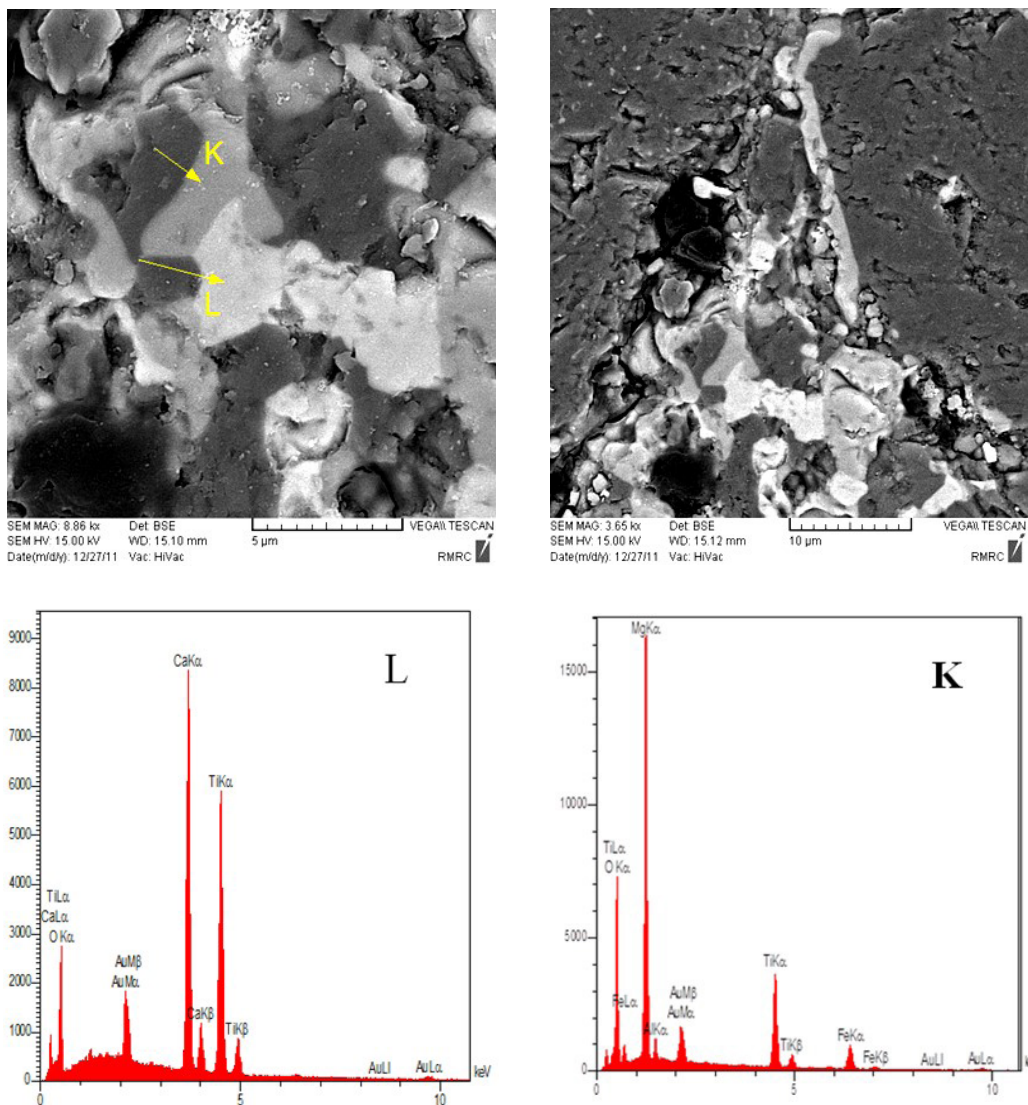 K
L
SEM MAG: 8.86 kx Det: BSE
SEM HV: 15.00 kV WD: 15.10 mm
Date(m/d/y): 12/27/11 Vac: HiVac
5 µm
VEGA\\ TESCAN
RMRC
SEM MAG: 3.65 kx Det: BSE
SEM HV: 15.00 kV WD: 15.12 mm
Date(m/d/y): 12/27/11 Vac: HiVac
10 µm
VEGA\\ TESCAN
RMRC
L
9000
8000
7000
6000
5000
4000
3000
2000
1000
0
CaKα
TiKα
TiLα
CaLα
O Kα
AuMβ
AuMα
CaKβ
TiKβ
AuLl
AuLα
keV
0
5
10
K
15000
10000
5000
0
MgKα
TiLα
O Kα
FeLα
AlKα
AuMβ
AuMα
TiKα
TiKβ
FeKα
FeKβ
AuLl
AuLα
k
0
5
10